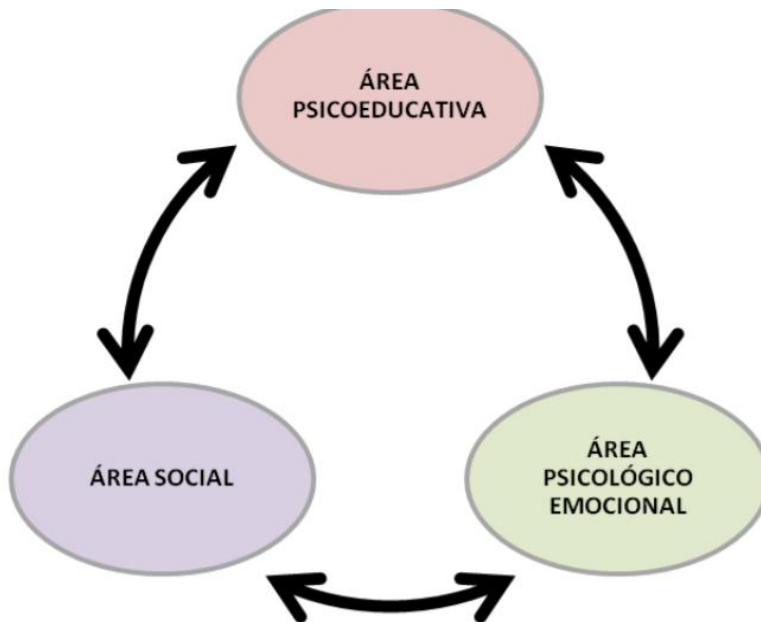 ÁREA
PSICOEDUCATIVA
ÁREA SOCIAL
ÁREA
PSICOLÓGICO
EMOCIONAL